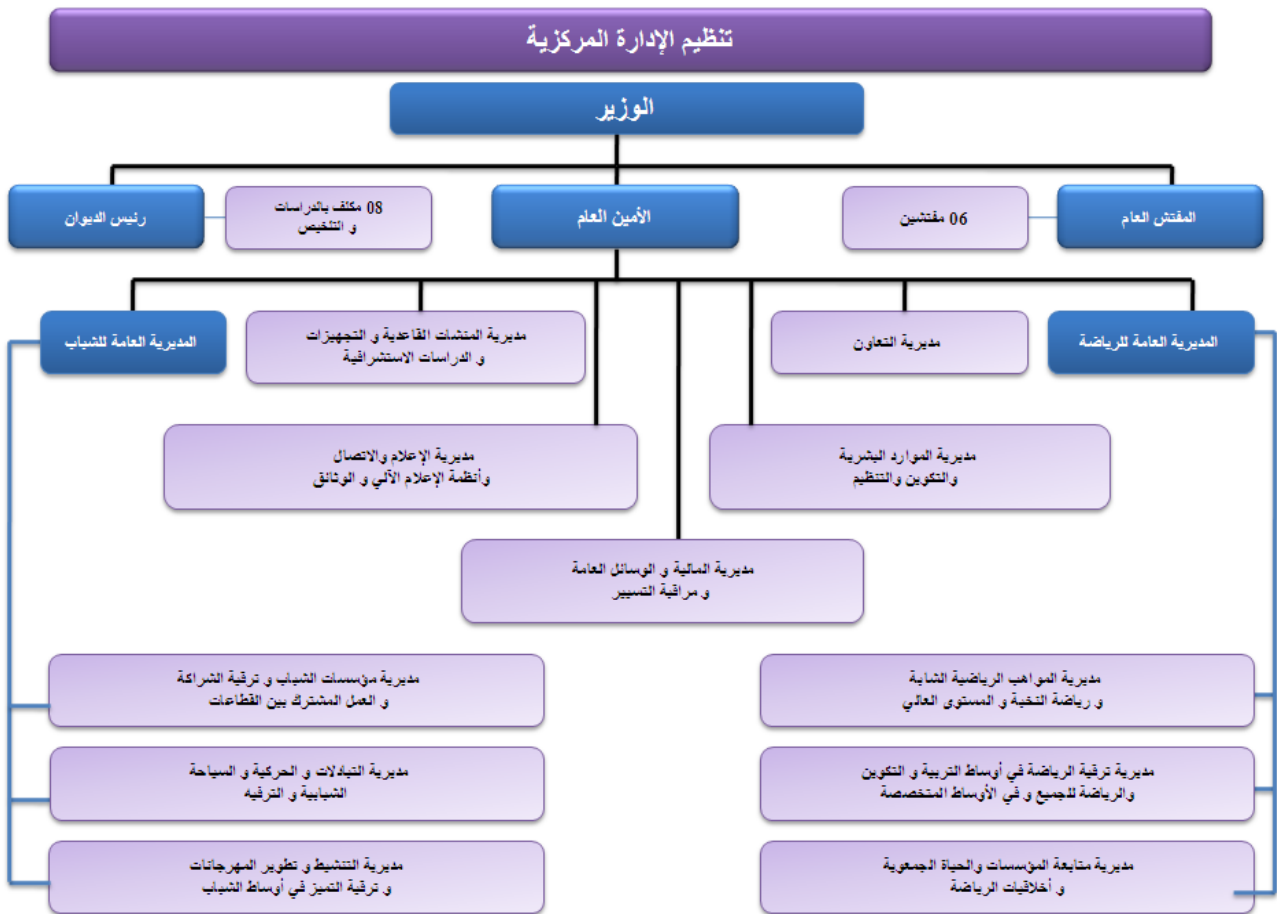 تنظيم الإدارة المركزية
الوزير
المفتش العام
06 مفتشين
الأمين العام
08 مكلف بالدراسات
و التلخيص
رئيس الديوان
المديرية العامة للرياضة
مديرية التعاون
مديرية المنشات القاعدية و التجهيزات
و الدراسات الاستشرافية
المديرية العامة للشباب
مديرية الموارد البشرية
والتكوين والتنظيم
مديرية الإعلام والاتصال
وأنظمة الإعلام الآلي و الوثائق
مديرية المالية و الوسائل العامة
و مراقبة التسيير
مديرية المواهب الرياضية الشابة
و رياضة النخبة و المستوى العالي
مديرية مؤسسات الشباب و ترقية الشراكة
و العمل المشترك بين القطاعات
مديرية ترقية الرياضة في أوساط التربية و التكوين
والرياضة للجميع و في الأوساط المتخصصة
مديرية التبادلات و الحركية و السياحة
الشبابية و الترفيه
مديرية متابعة المؤسسات والحياة الجمعوية
و أخلاقيات الرياضة
مديرية التنشيط و تطوير المهرجانات
و ترقية التميز في أوساط الشباب